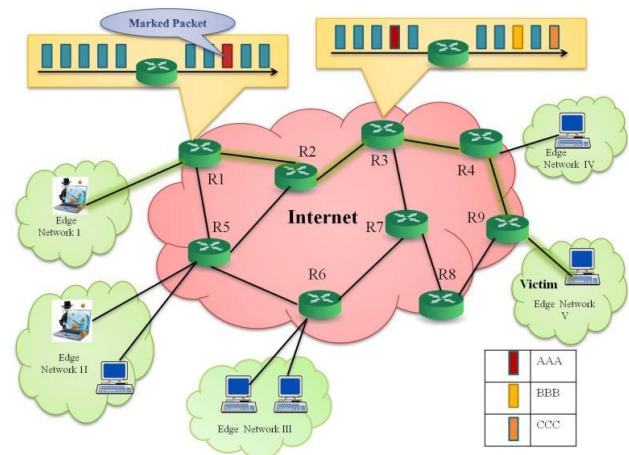 Marked Packet
R1
R2
R3
R4
Edge
Network IV
Edge
Network I
R5
Internet
R7
R9
R6
R8
Victim
Edge Network
V
Edge
Network II
Edge Network III
AAA
BBB
CCC